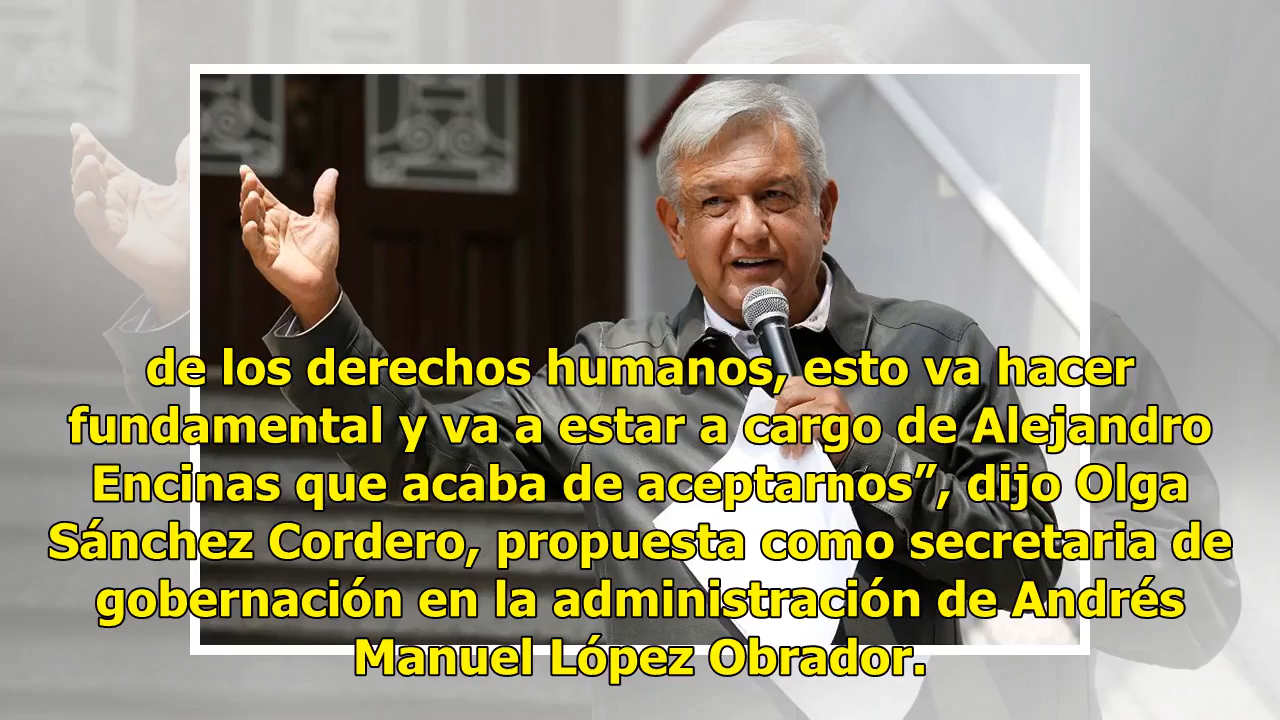 de los derechos humanos, esto va hacer
fundamental y va a estar a cargo de Alejandro
Encinas que acaba de aceptarnos”, dijo Olga
Sánchez Cordero, propuesta como secretaria de
gobernación en la administración de Andrés
Manuel López Obrador.